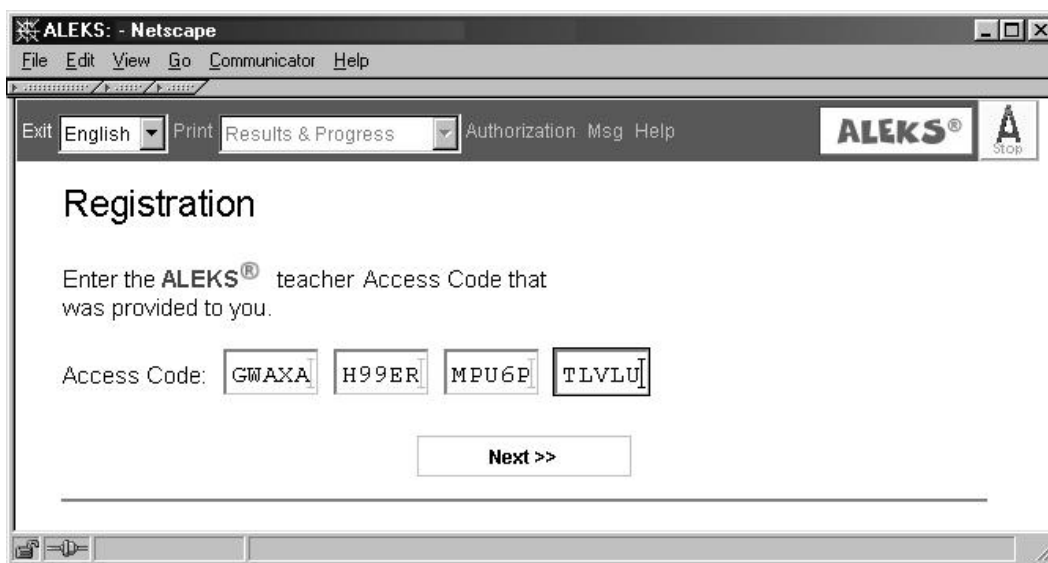 ALEKS: - Netscape
File Edit View Go Communicator Help
Exit English Print Results & Progress Authorization Msg Help ALEKS® A
Stop
Registration
Enter the ALEKS® teacher Access Code that
was provided to you.
Access Code: GWAXA H99ER MPU6P TLVLU
Next >>